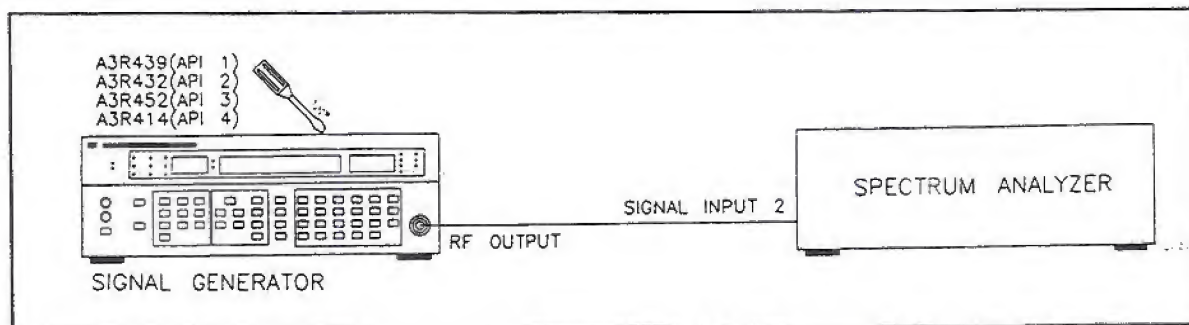 A3R439(API 1)
A3R432(API 2)
A3R452(API 3)
A3R414(API 4)
SPECTRUM ANALYZER
SIGNAL INPUT 2
RF OUTPUT
SIGNAL GENERATOR